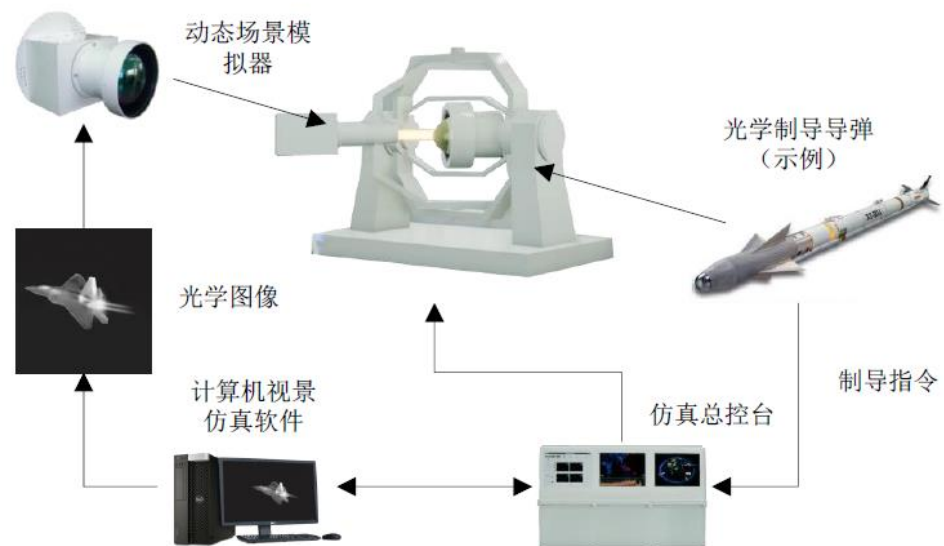 动态场景模
拟器
光学制导导弹
（示例）
光学图像
制导指令
计算机视景
仿真软件
仿真总控台